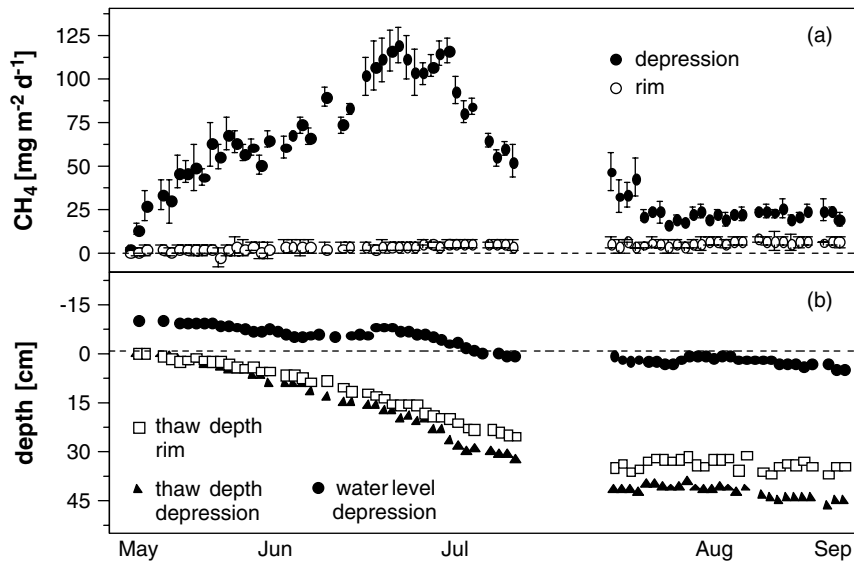 (a)
125
100
75
50
25
0
CH₄ [mg m⁻² d⁻¹]
depression
rim
(b)
-15
0
15
30
45
depth [cm]
thaw depth
rim
thaw depth
depression
water level
depression
May Jun Jul Aug Sep